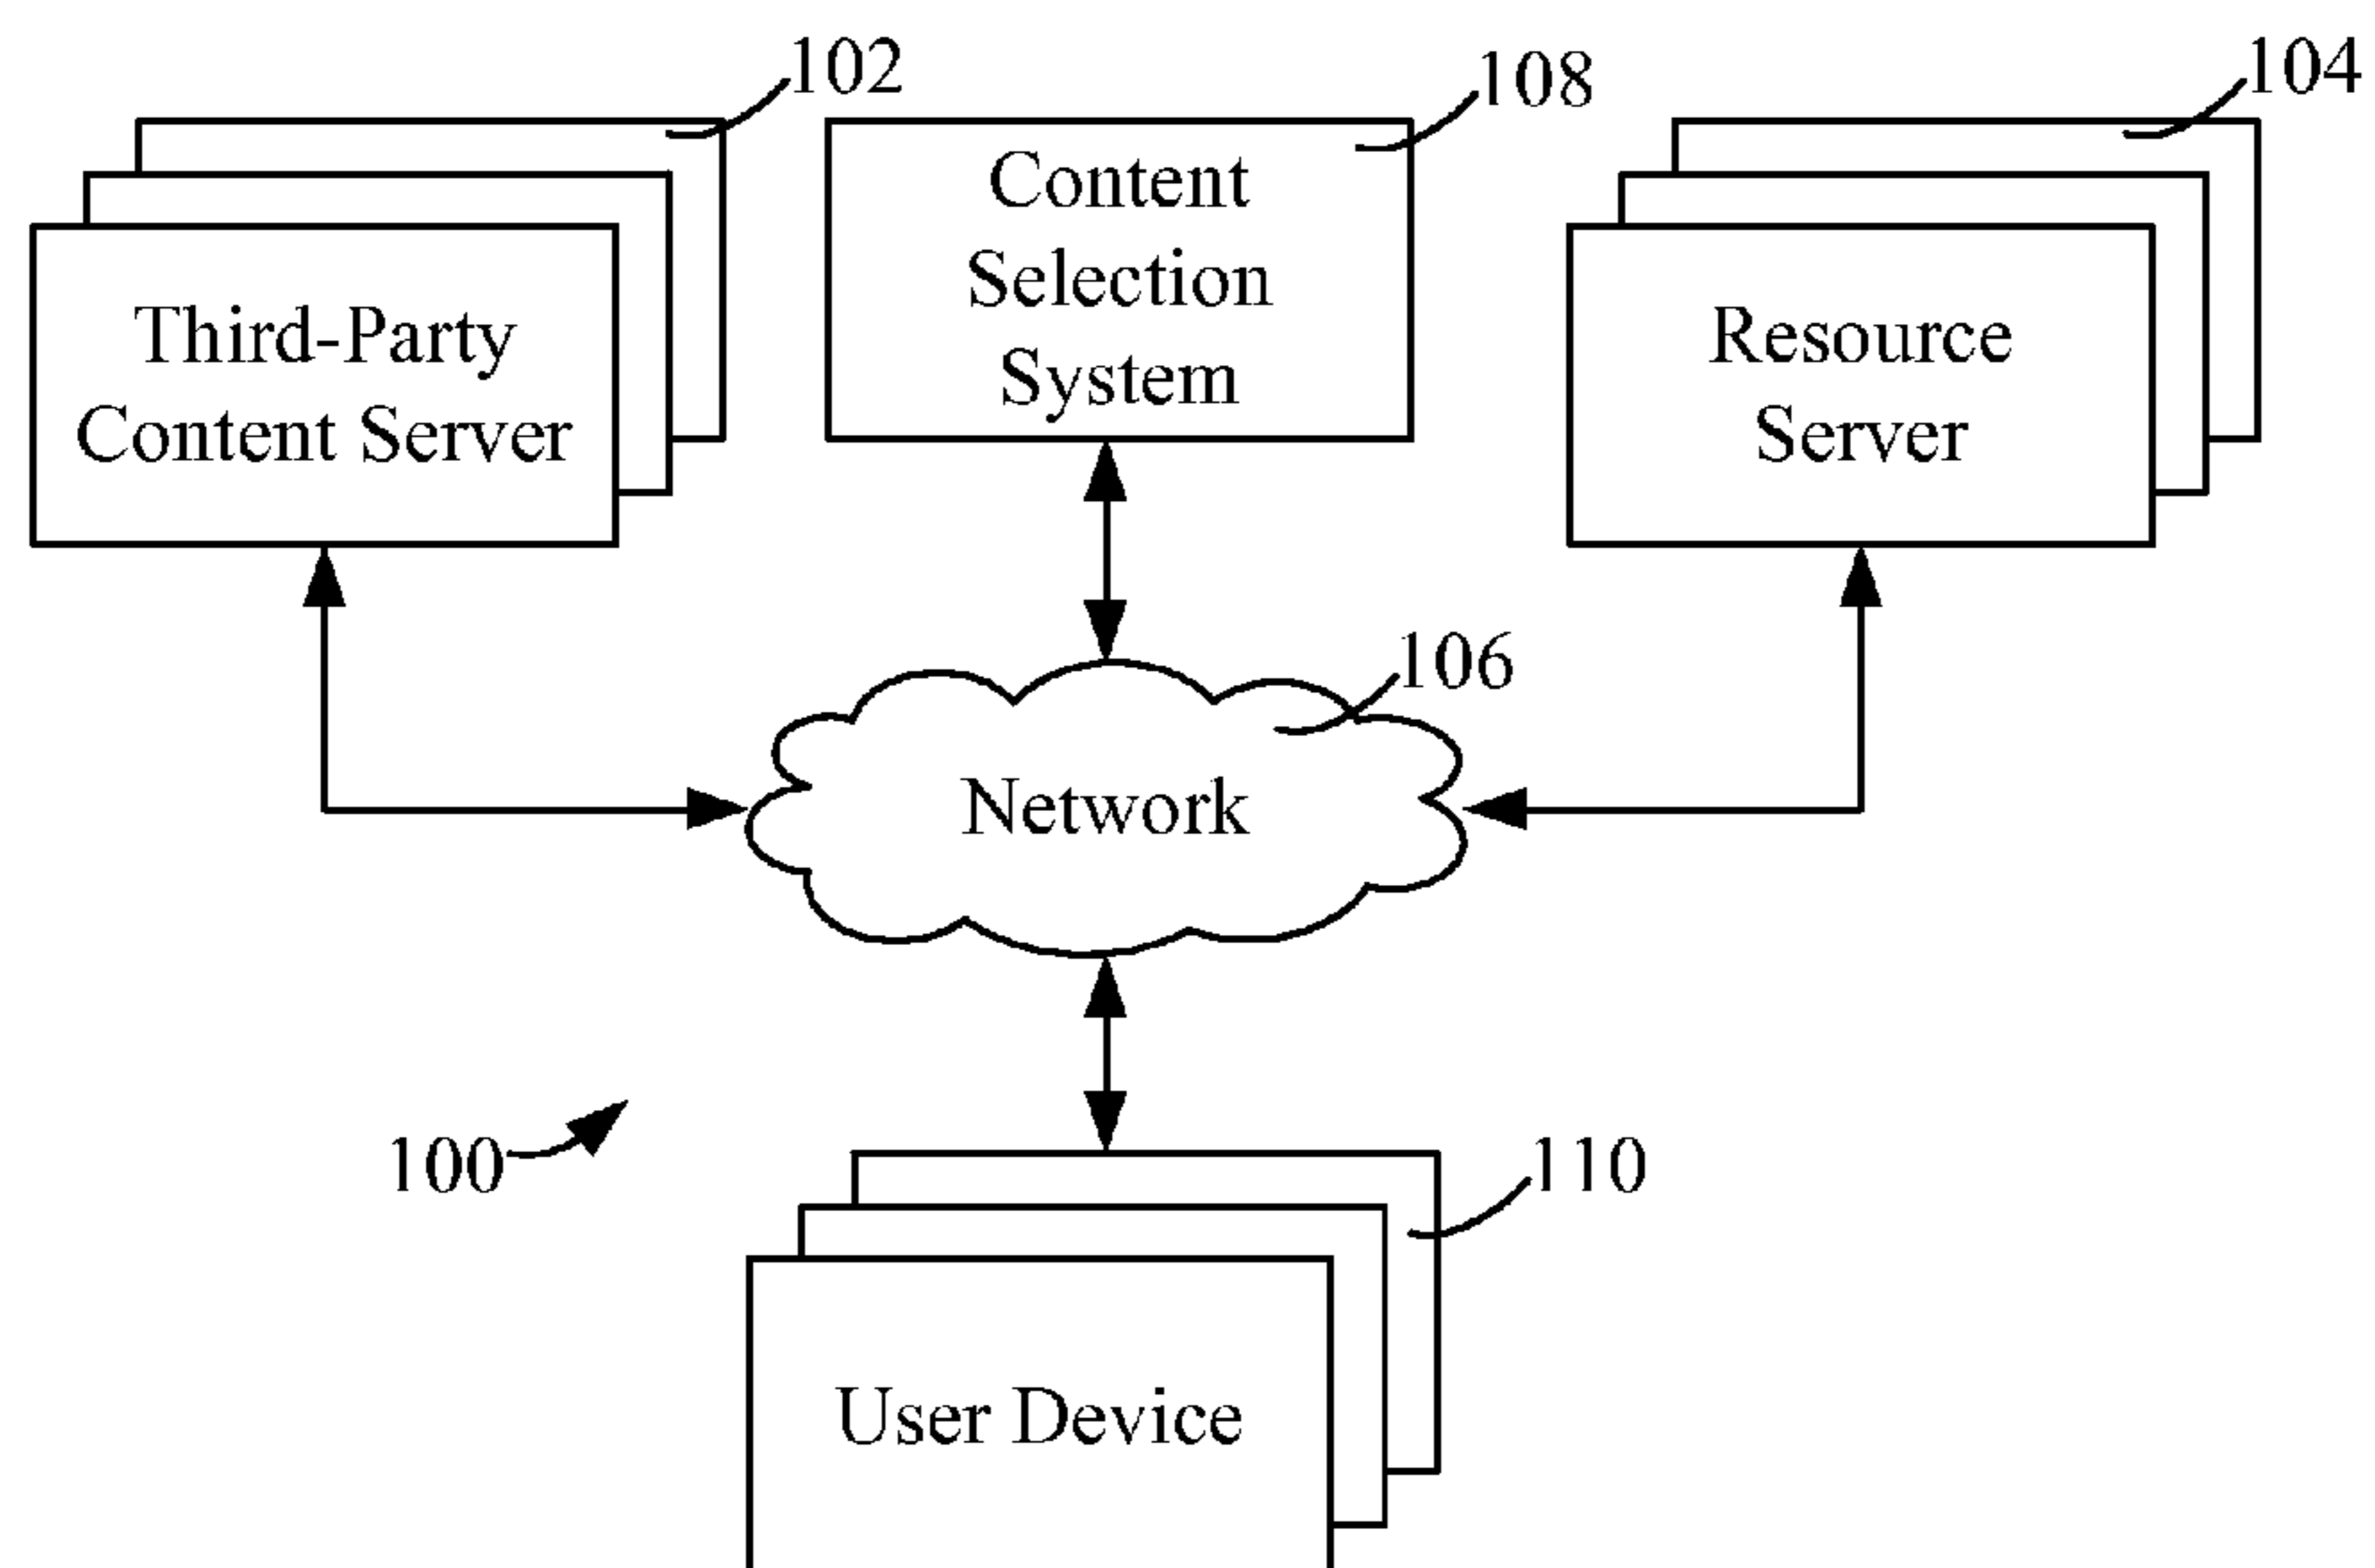 102
108
104
Third-Party
Content Server
Content
Selection
System
Resource
Server
106
Network
100
110
User Device